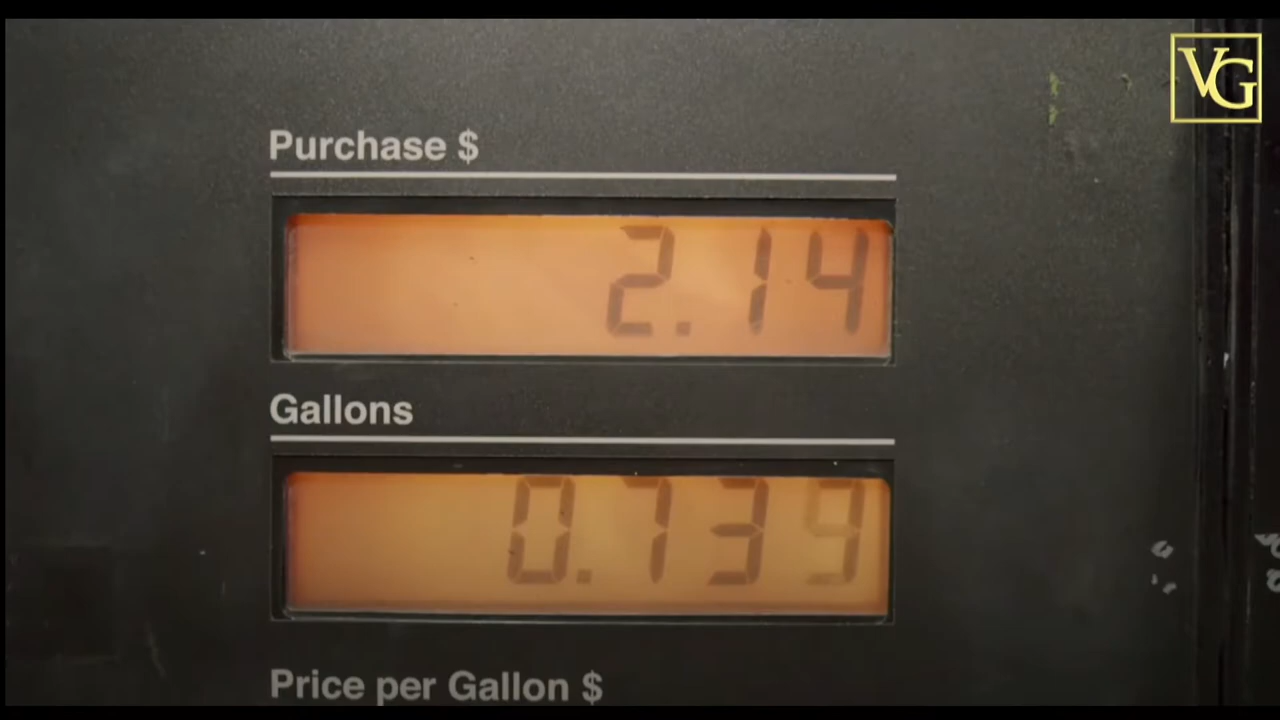 VG
Purchase $
2.14
Gallons
0.739
Price per Gallon $